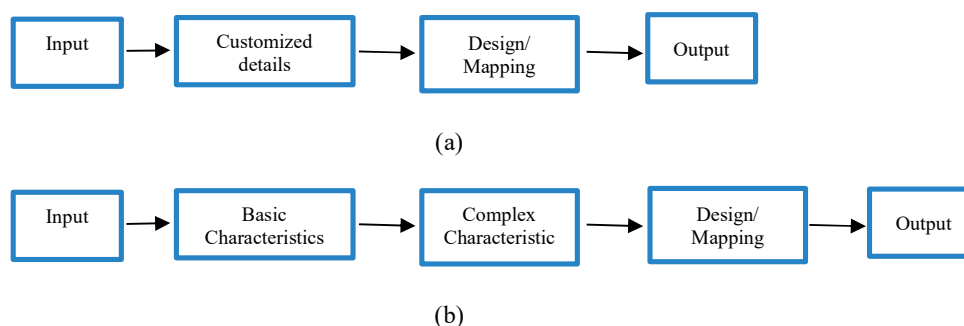 Input
Customized
details
Design/
Mapping
Output
(a)
Input
Basic
Characteristics
Complex
Characteristic
Design/
Mapping
Output
(b)